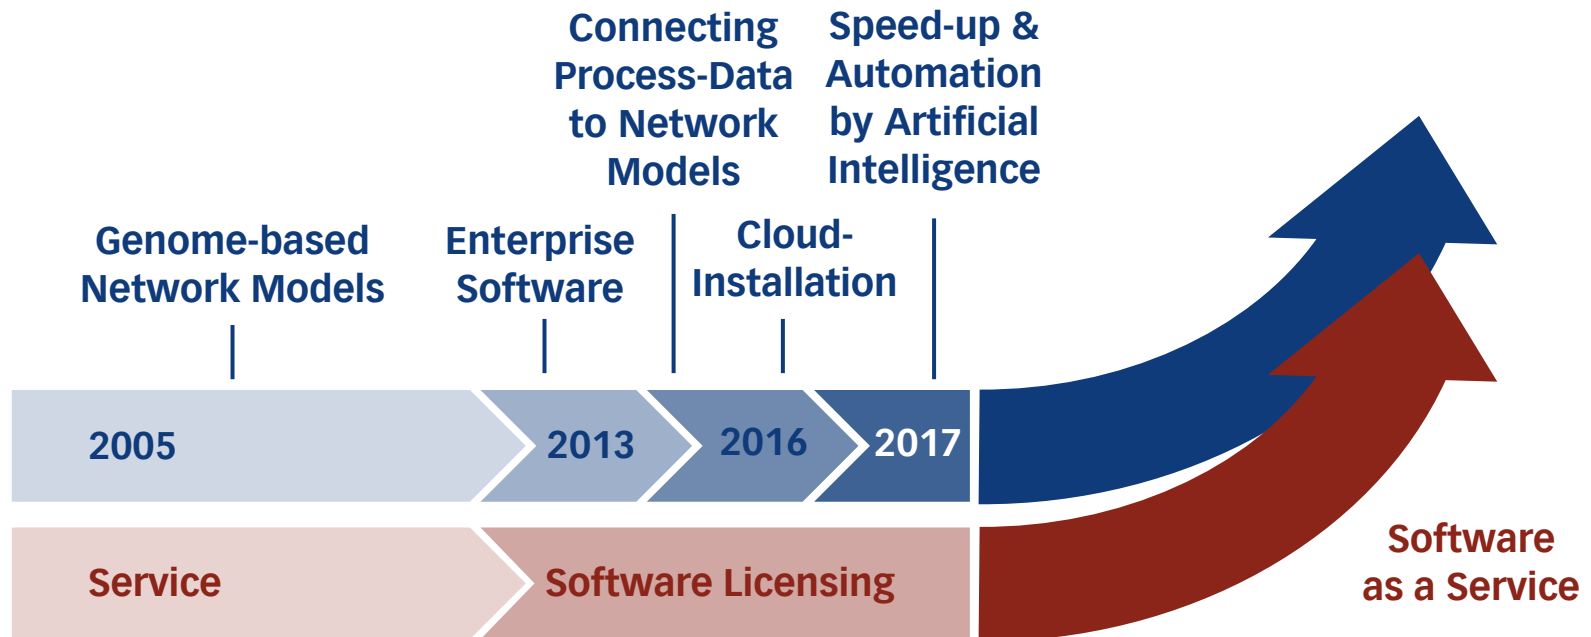 Connecting
Process-Data
to Network
Models
Speed-up &
Automation
by Artificial
Intelligence
Genome-based
Network Models
Enterprise
Software
Cloud-
Installation
2005
2013
2016
2017
Service
Software Licensing
Software
as a Service